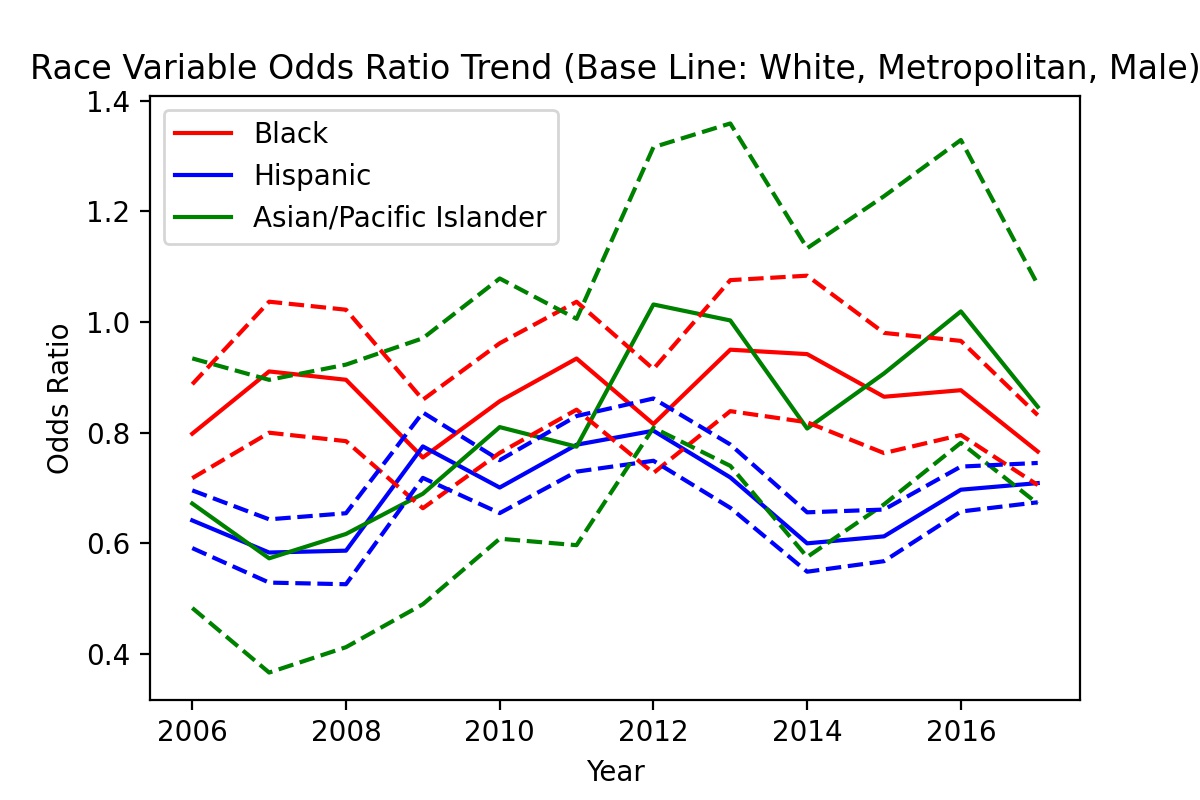 Race Variable Odds Ratio Trend (Base Line: White, Metropolitan, Male)
Black
Hispanic
Asian/Pacific Islander
Odds Ratio
1.4
1.2
1.0
0.8
0.6
0.4
2006 2008 2010 2012 2014 2016
Year